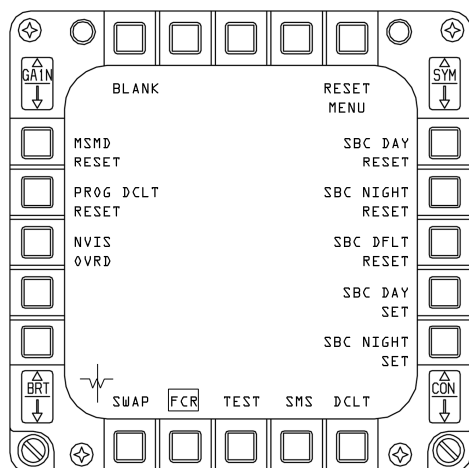 GAIN
SYM
BLANK
RESET
MENU
MSMD
RESET
SBC DAY
RESET
PROG DCLT
RESET
SBC NIGHT
RESET
NVIS
OVRD
SBC DFLT
RESET
SBC DAY
SET
SBC NIGHT
SET
BRT
CON
SWAP FCR TEST SMS DCLT